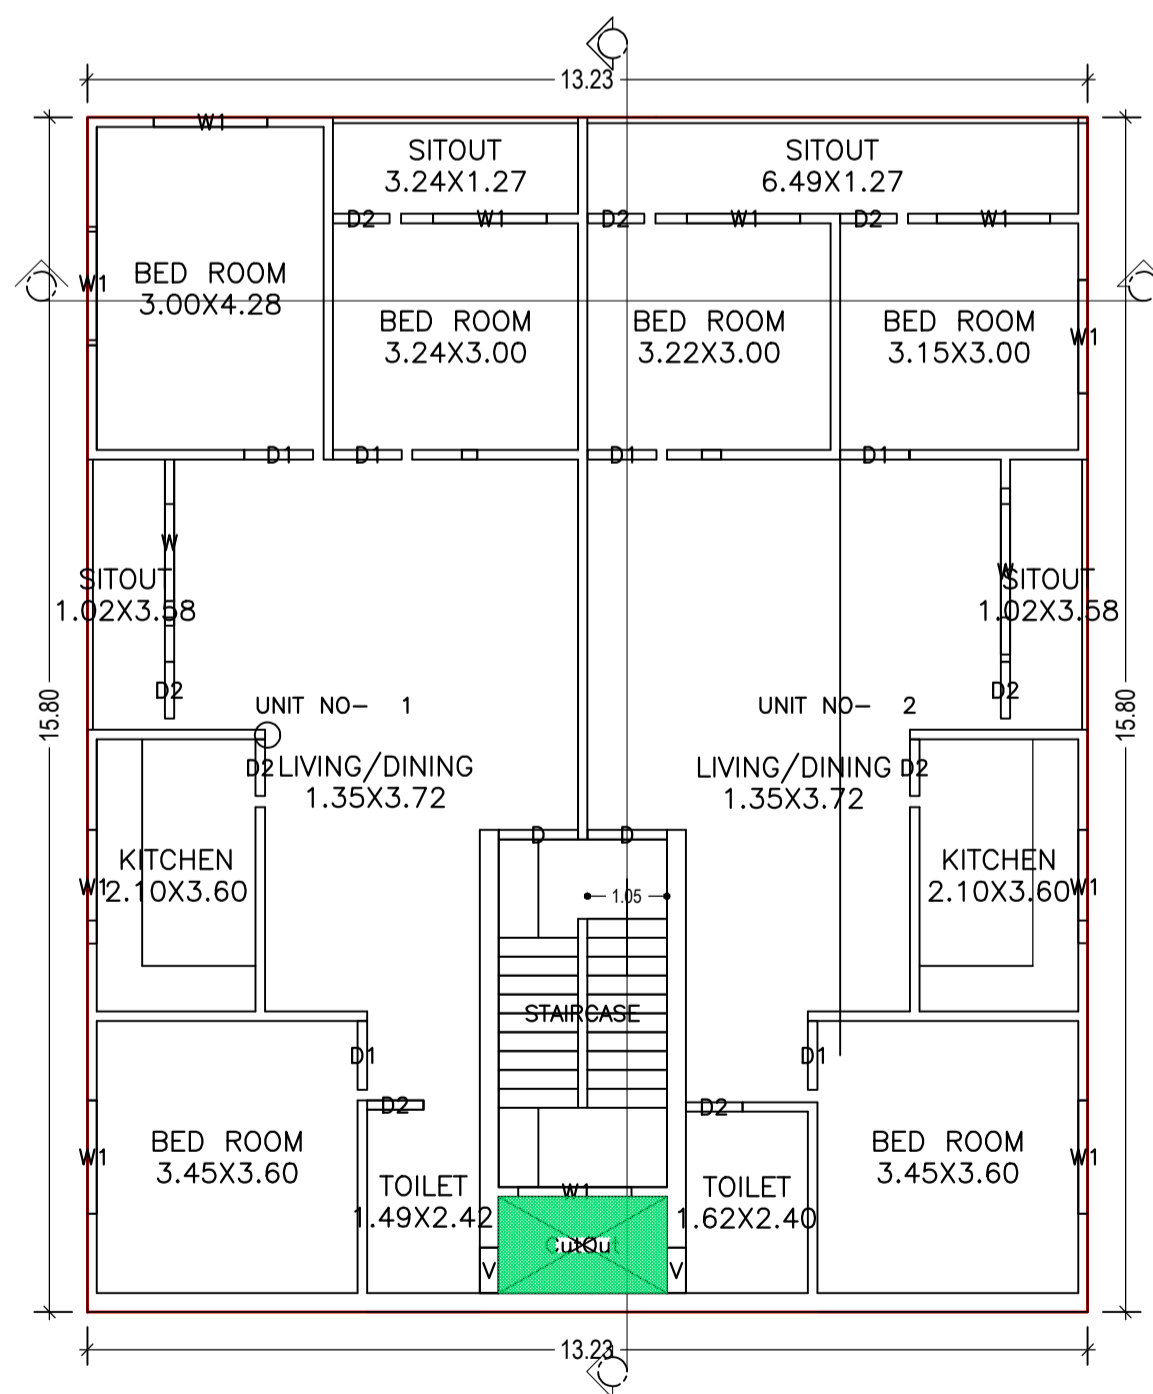 13.23
W1
SITOUT
3.24X1.27
SITOUT
6.49X1.27
D2
W1
D2
W1
D2
W1
W1
BED ROOM
3.00X4.28
BED ROOM
3.24X3.00
BED ROOM
3.22X3.00
BED ROOM
3.15X3.00
W1
D1
D1
D1
D1
W
W
SITOUT
1.02X3.58
SITOUT
1.02X3.58
15.80
15.80
D2
D2
UNIT NO- 1
UNIT NO- 2
D2
LIVING/DINING
1.35X3.72
LIVING/DINING
1.35X3.72
D2
D
D
KITCHEN
2.10X3.60
W1
1.05
KITCHEN
2.10X3.60
W1
STAIRCASE
D1
D1
D2
D2
BED ROOM
3.45X3.60
W1
BED ROOM
3.45X3.60
W1
TOILET
1.49X2.42
W1
TOILET
1.62X2.40
CutOut
V
V
13.23